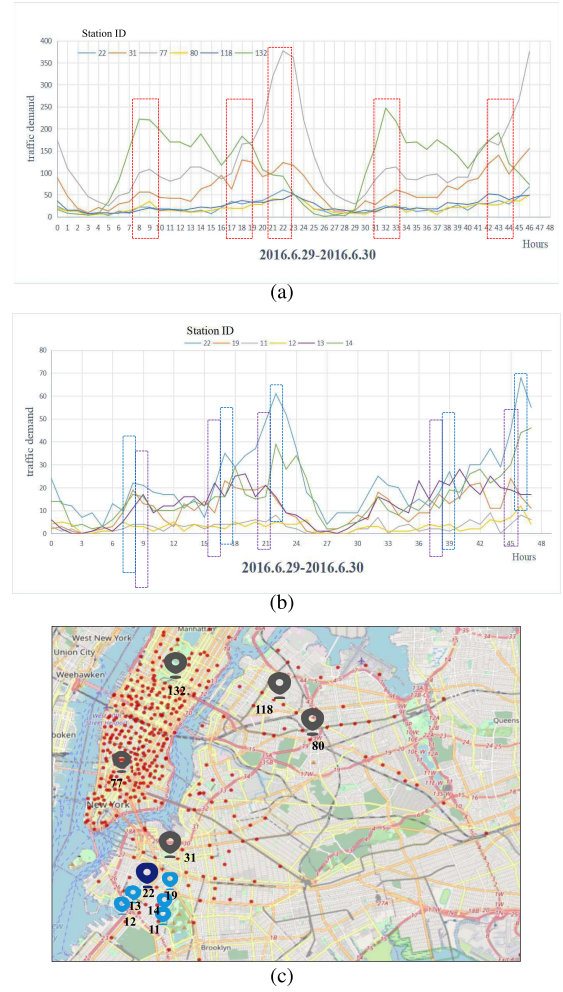 Station ID
22 31 77 80 118 132
traffic demand
400
350
300
250
200
150
100
50
0
0 1 2 3 4 5 6 7 8 9 10 11 12 13 14 15 16 17 18 19 20 21 22 23 24 25 26 27 28 29 30 31 32 33 34 35 36 37 38 39 40 41 42 43 44 45 46 47 48
Hours
2016.6.29-2016.6.30
(a)
Station ID
22 19 11 12 13 14
traffic demand
80
70
60
50
40
30
20
10
0
0 3 6 9 12 15 18 21 24 27 30 33 36 39 42 45 48
Hours
2016.6.29-2016.6.30
(b)
Manhattan
West New York
Union City
Weehawken
132
118
80
Queens
oboken
77
New York
31
22
19
13
14
12
11
Brooklyn
(c)